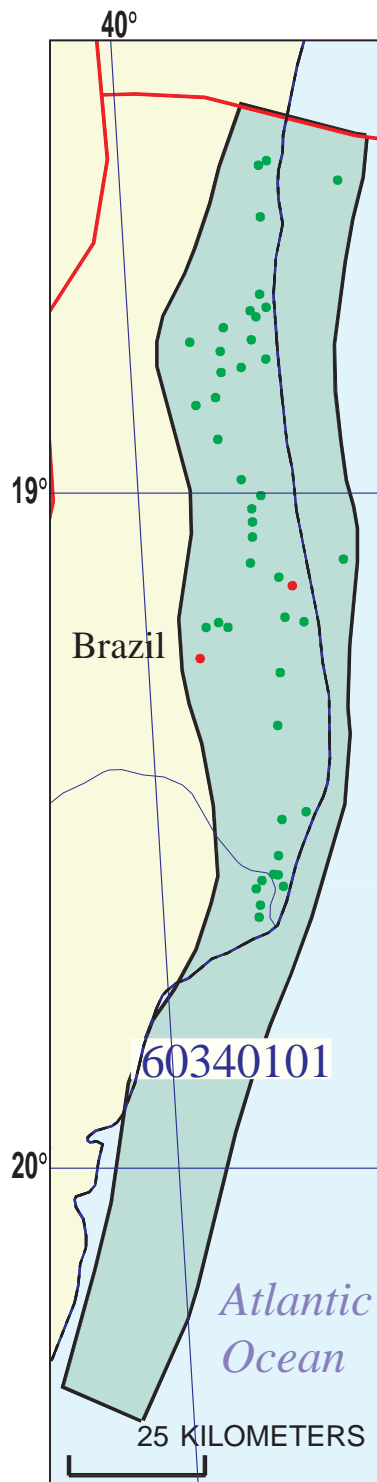 40°
19°
Brazil
60340101
20°
Atlantic
Ocean
25 KILOMETERS